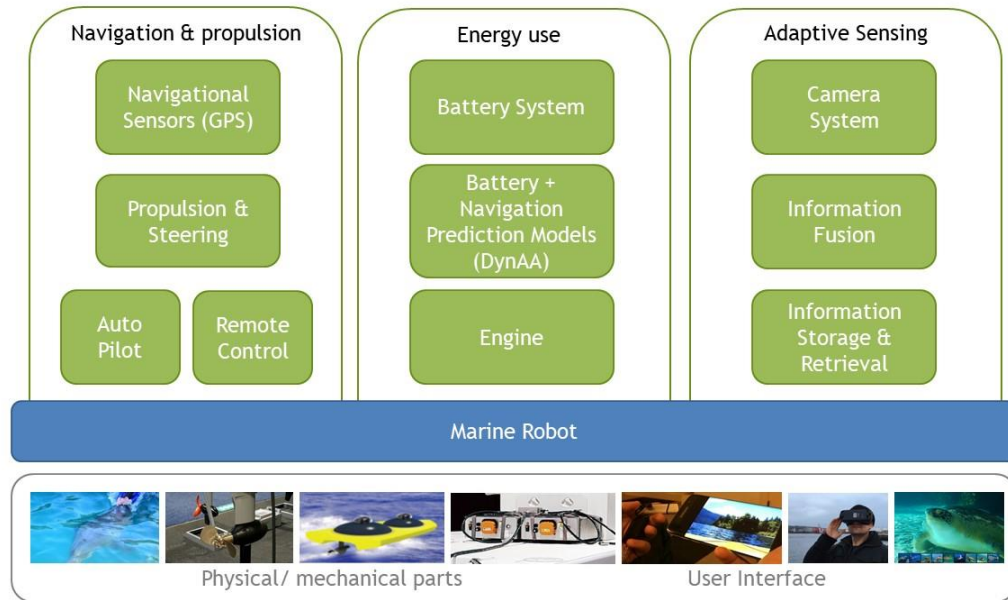 Navigation & propulsion
Navigational
Sensors (GPS)
Propulsion &
Steering
Auto
Pilot
Remote
Control
Energy use
Battery System
Battery +
Navigation
Prediction Models
(DynAA)
Engine
Adaptive Sensing
Camera
System
Information
Fusion
Information
Storage &
Retrieval
Marine Robot
Physical/ mechanical parts
User Interface